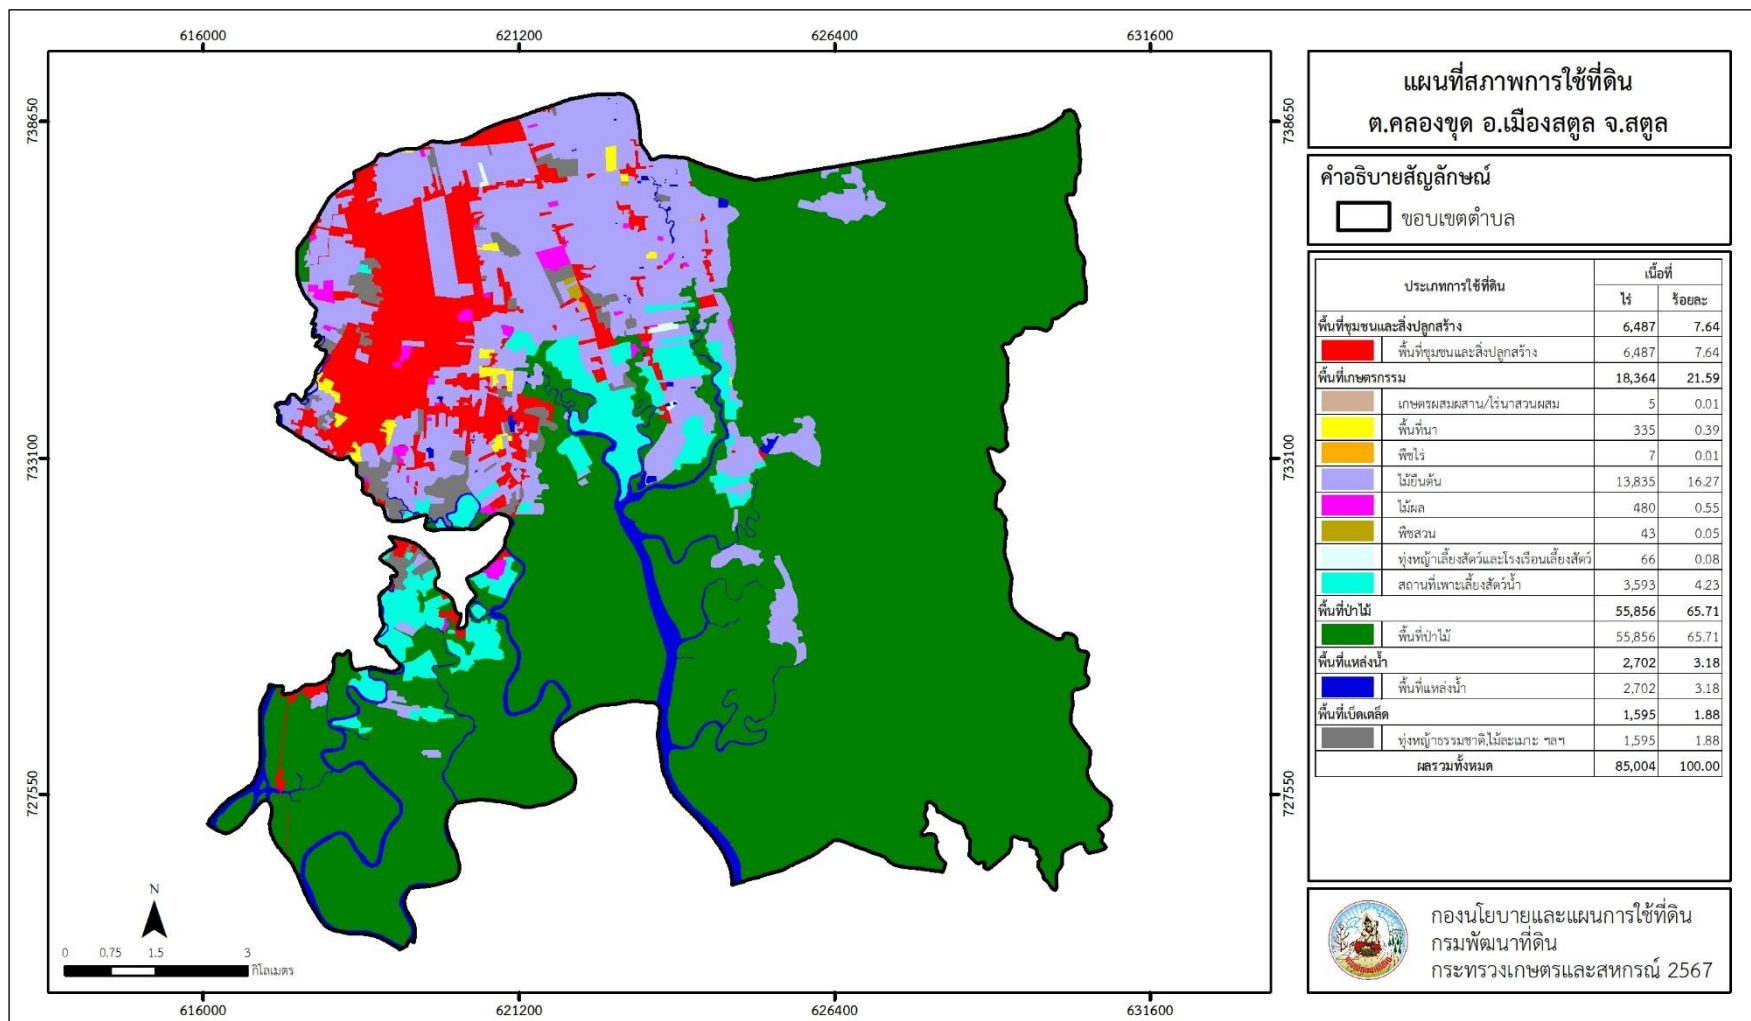 616000 621200 626400 631600
738650 738650
733100 733100
727550 727550
616000 621200 626400 631600
N
0 0.75 1.5 3
กิโลเมตร
แผนที่สภาพการใช้ที่ดิน
ต.คลองขุด อ.เมืองสตูล จ.สตูล
คำอธิบายสัญลักษณ์
ขอบเขตตำบล
ประเภทการใช้ที่ดิน เนื้อที่
ไร่ ร้อยละ
พื้นที่ชุมชนและสิ่งปลูกสร้าง 6,487 7.64
พื้นที่ชุมชนและสิ่งปลูกสร้าง 6,487 7.64
พื้นที่เกษตรกรรม 18,364 21.59
เกษตรผสมผสาน/ไร่นาสวนผสม 5 0.01
พื้นที่นา 335 0.39
พืชไร่ 7 0.01
ไม้ยืนต้น 13,835 16.27
ไม้ผล 480 0.55
พืชสวน 43 0.05
ทุ่งหญ้าเลี้ยงสัตว์และโรงเรือนเลี้ยงสัตว์ 66 0.08
สถานที่เพาะเลี้ยงสัตว์น้ำ 3,593 4.23
พื้นที่ป่าไม้ 55,856 65.71
พื้นที่ป่าไม้ 55,856 65.71
พื้นที่แหล่งน้ำ 2,702 3.18
พื้นที่แหล่งน้ำ 2,702 3.18
พื้นที่เบ็ดเตล็ด 1,595 1.88
ทุ่งหญ้าธรรมชาติ,ไม้ละเมาะ ฯลฯ 1,595 1.88
ผลรวมทั้งหมด 85,004 100.00
กองนโยบายและแผนการใช้ที่ดิน
กรมพัฒนาที่ดิน
กระทรวงเกษตรและสหกรณ์ 2567